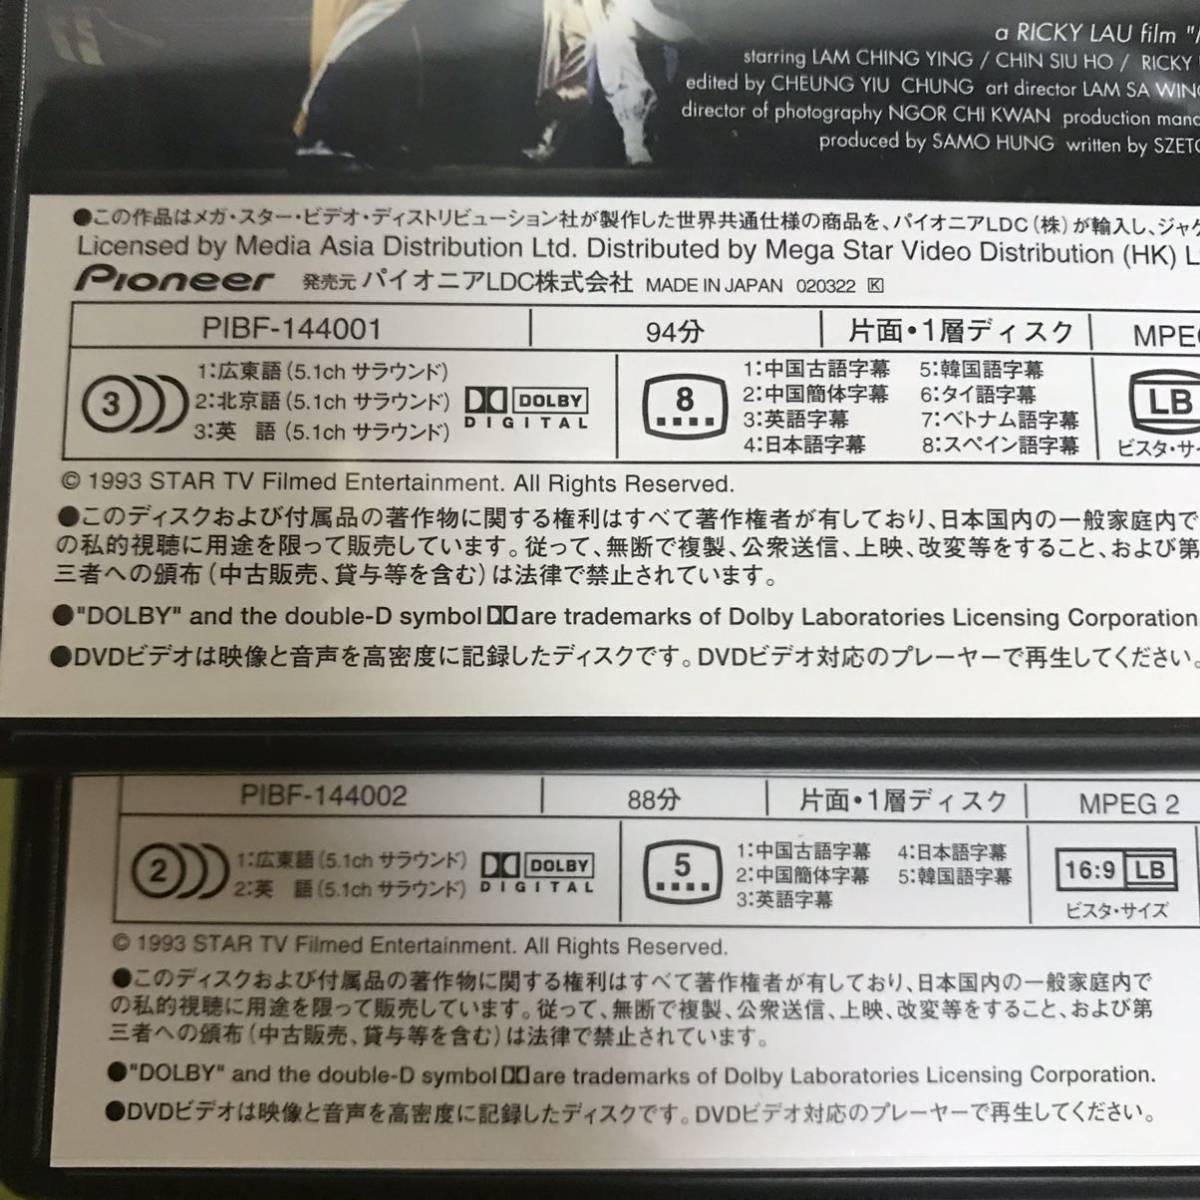 a RICKY LAU film "
starring LAM CHING YING / CHIN SIU HO / RICKY
edited by CHEUNG YIU CHUNG art director LAM SA WING
director of photography NGOR CHI KWAN production
produced by SAMO HUNG written by SZETO
●この作品はメガ・スター・ビデオ・ディストリビューション社が製作した世界共通仕様の商品を、パイオニアLDC(株)が輸入し、ジャケ
Licensed by Media Asia Distribution Ltd. Distributed by Mega Star Video Distribution (HK) L
Pioneer 発売元 パイオニアLDC株式会社 MADE IN JAPAN 020322 K
PIBF-144001 94分 片面・1層ディスク MPEG
3 1:広東語(5.1ch サラウンド)
2:北京語(5.1ch サラウンド)
3:英 語(5.1ch サラウンド)
DOLBY
DIGITAL
8
1:中国古語字幕 5:韓国語字幕
2:中国簡体字幕 6:タイ語字幕
3:英語字幕 7:ベトナム語字幕
4:日本語字幕 8:スペイン語字幕
LB
ビスタ・サイ
© 1993 STAR TV Filmed Entertainment. All Rights Reserved.
●このディスクおよび付属品の著作物に関する権利はすべて著作権者が有しており、日本国内の一般家庭内で
の私的視聴に用途を限って販売しています。従って、無断で複製、公衆送信、上映、改変等をすること、および第
三者への頒布(中古販売、貸与等を含む)は法律で禁止されています。
●"DOLBY" and the double-D symbol are trademarks of Dolby Laboratories Licensing Corporation
●DVDビデオは映像と音声を高密度に記録したディスクです。DVDビデオ対応のプレーヤーで再生してください。
PIBF-144002 88分 片面・1層ディスク MPEG 2
2 1:広東語(5.1ch サラウンド)
2:英 語(5.1ch サラウンド)
DOLBY
DIGITAL
5
1:中国古語字幕 4:日本語字幕
2:中国簡体字幕 5:韓国語字幕
3:英語字幕
16:9 LB
ビスタ・サイズ
© 1993 STAR TV Filmed Entertainment. All Rights Reserved.
●このディスクおよび付属品の著作物に関する権利はすべて著作権者が有しており、日本国内の一般家庭内で
の私的視聴に用途を限って販売しています。従って、無断で複製、公衆送信、上映、改変等をすること、および第
三者への頒布(中古販売、貸与等を含む)は法律で禁止されています。
●"DOLBY" and the double-D symbol are trademarks of Dolby Laboratories Licensing Corporation.
●DVDビデオは映像と音声を高密度に記録したディスクです。DVDビデオ対応のプレーヤーで再生してください。